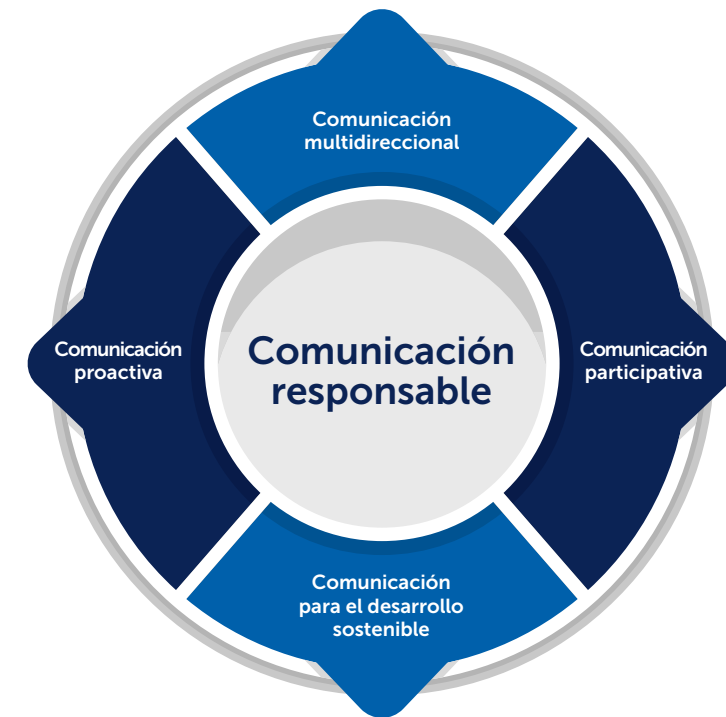 Comunicación
multidireccional
Comunicación
proactiva
Comunicación
responsable
Comunicación
participativa
Comunicación
para el desarrollo
sostenible